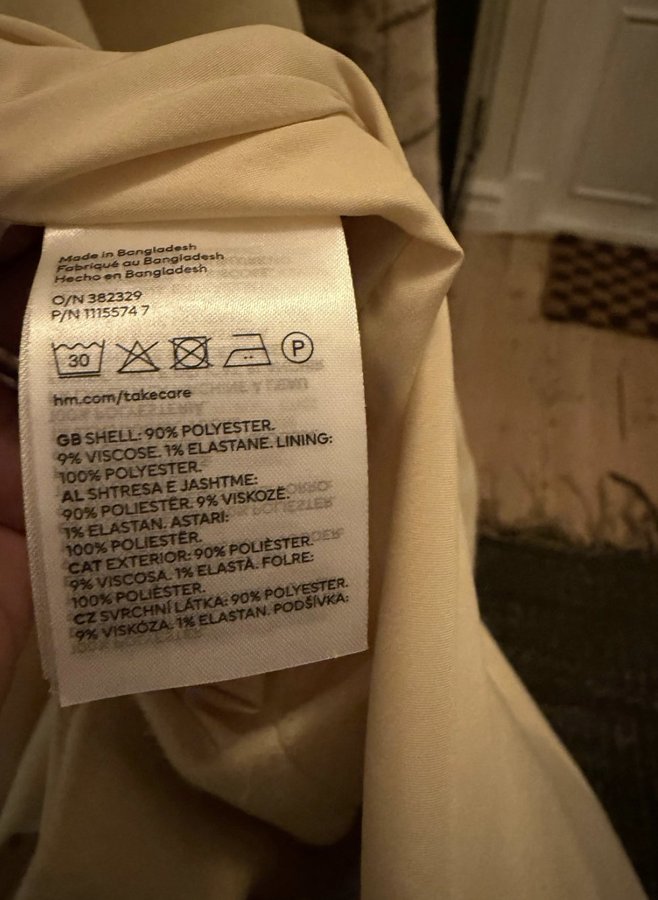 Made in Bangladesh
Fabriqué au Bangladesh
Hecho en Bangladesh
O/N 382329
P/N 1115574 7
30 P
hm.com/takecare
GB SHELL: 90% POLYESTER.
9% VISCOSE. 1% ELASTANE. LINING:
100% POLYESTER.
AL SHTRESA E JASHTME:
90% POLIESTËR. 9% VISKOZË.
1% ELASTAN. ASTARI:
100% POLIESTËR.
CAT EXTERIOR: 90% POLIÈSTER.
9% VISCOSA. 1% ELASTÀ. FOLRE:
100% POLIÈSTER.
CZ SVRCHNÍ LÁTKA: 90% POLYESTER.
9% VISKÓZA. 1% ELASTAN. PODŠÍVKA: